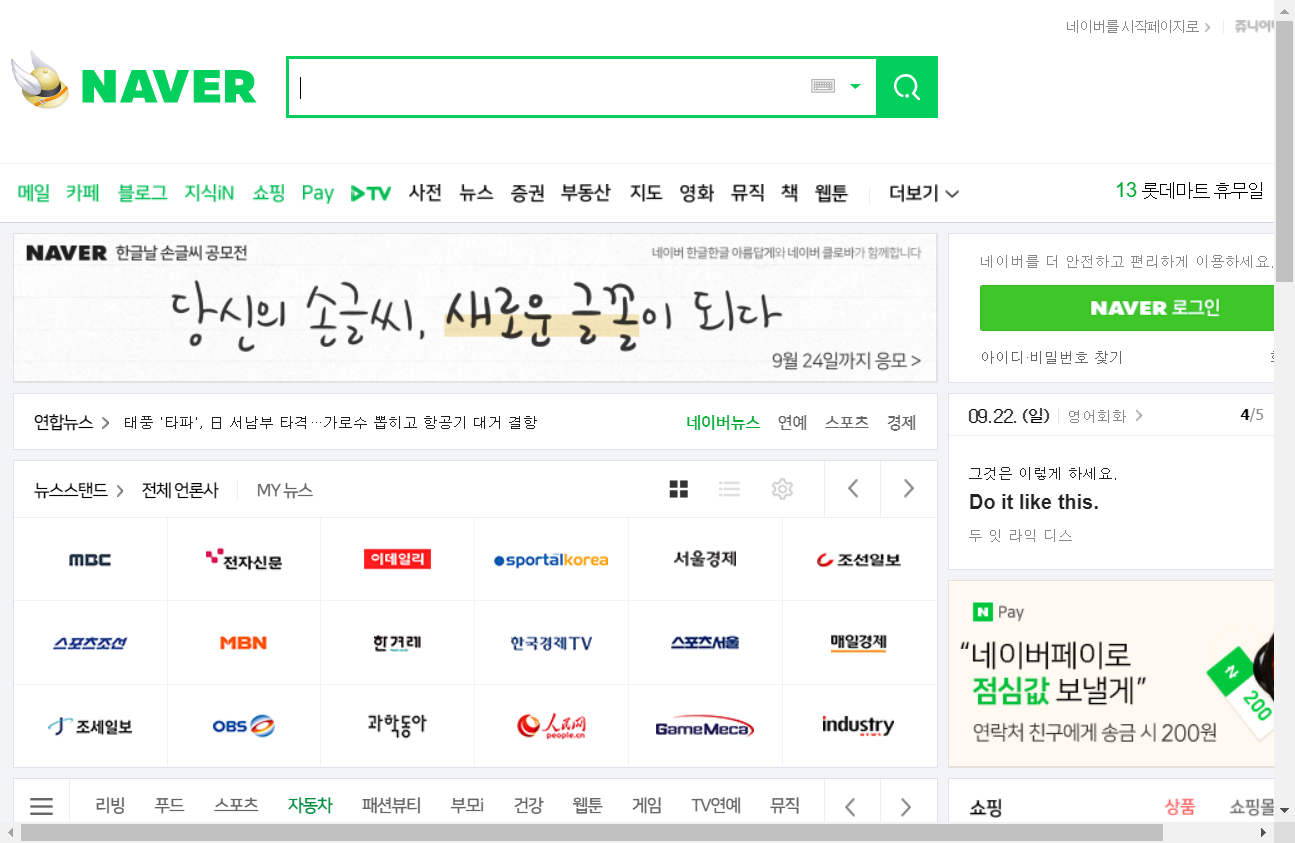 네이버를 시작페이지로
NAVER
메일 카페 블로그 지식iN 쇼핑 Pay TV 사전 뉴스 증권 부동산 지도 영화 뮤직 책 웹툰 더보기
13 롯데마트 휴무일
NAVER 한글날 손글씨 공모전
네이버 한글한글 아름답게와 네이버 클로바가 함께합니다
당신의 손글씨, 새로운 글꼴이 되다
9월 24일까지 응모 >
네이버를 더 안전하고 편리하게 이용하세요.
NAVER 로그인
아이디·비밀번호 찾기
연합뉴스 > 태풍 '타파', 日 서남부 타격…가로수 뽑히고 항공기 대거 결항
네이버뉴스 연예 스포츠 경제
09.22. (일) 영어회화 > 4/5
그것은 이렇게 하세요.
Do it like this.
두 잇 라익 디스
뉴스스탠드 > 전체 언론사 MY 뉴스
MBC 전자신문 이데일리 sportalkorea 서울경제 조선일보
스포츠조선 MBN 한겨레 한국경제TV 스포츠서울 매일경제
조세일보 OBS 과학동아 人民网 people.cn GameMeca industry NEWS
N Pay
“네이버페이로
점심값 보낼게”
연락처 친구에게 송금 시 200원
N
200
리빙 푸드 스포츠 자동차 패션뷰티 부모i 건강 웹툰 게임 TV연예 뮤직
쇼핑 상품 쇼핑몰